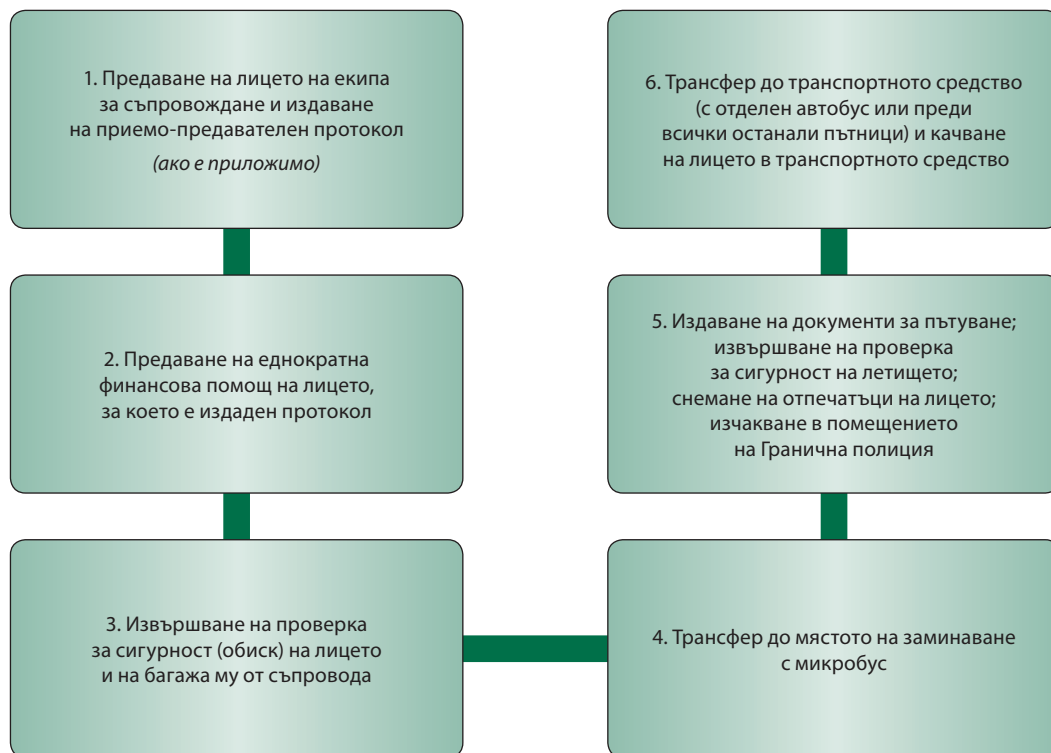 1. Предаване на лицето на екипа
за съпровождане и издаване
на приемо-предавателен протокол
(ако е приложимо)
2. Предаване на еднократна
финансова помощ на лицето,
за което е издаден протокол
3. Извършване на проверка
за сигурност (обиск) на лицето
и на багажа му от съпровода
4. Трансфер до мястото на заминаване
с микробус
5. Издаване на документи за пътуване;
извършване на проверка
за сигурност на летището;
снемане на отпечатъци на лицето;
изчакване в помещението
на Гранична полиция
6. Трансфер до транспортното средство
(с отделен автобус или преди
всички останали пътници) и качване
на лицето в транспортното средство